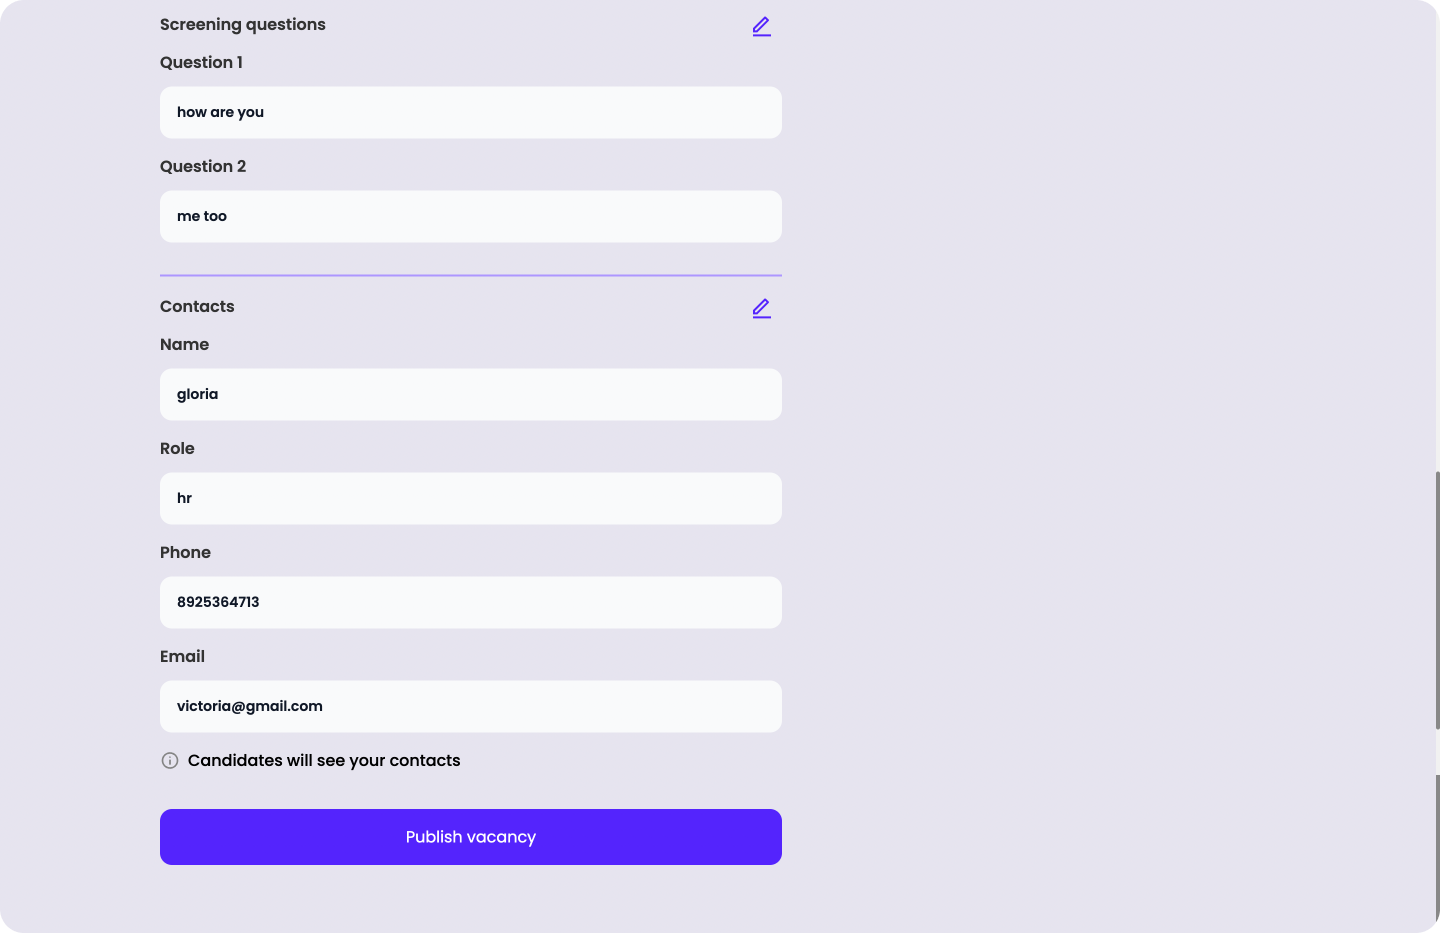 Screening questions
Question 1
how are you
Question 2
me too
Contacts
Name
gloria
Role
hr
Phone
8925364713
Email
victoria@gmail.com
Candidates will see your contacts
Publish vacancy